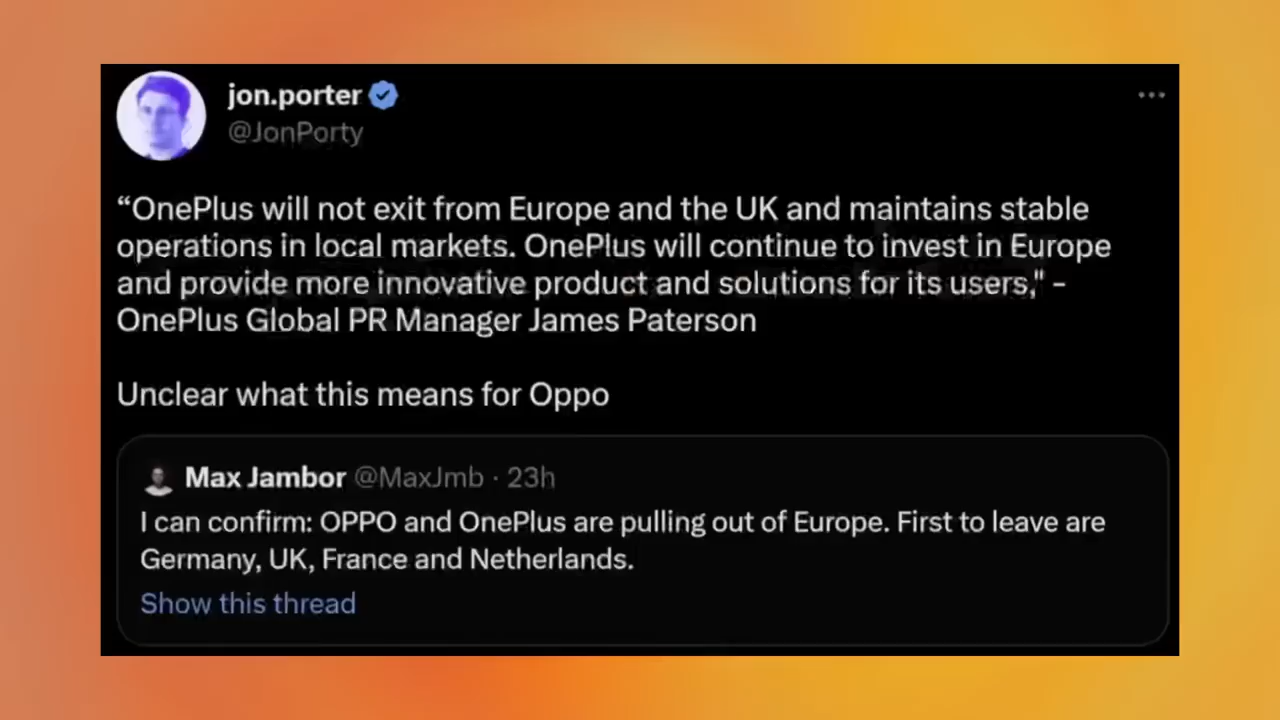 jon.porter
@JonPorty
“OnePlus will not exit from Europe and the UK and maintains stable
operations in local markets. OnePlus will continue to invest in Europe
and provide more innovative product and solutions for its users," –
OnePlus Global PR Manager James Paterson
Unclear what this means for Oppo
Max Jambor @MaxJmb · 23h
I can confirm: OPPO and OnePlus are pulling out of Europe. First to leave are
Germany, UK, France and Netherlands.
Show this thread